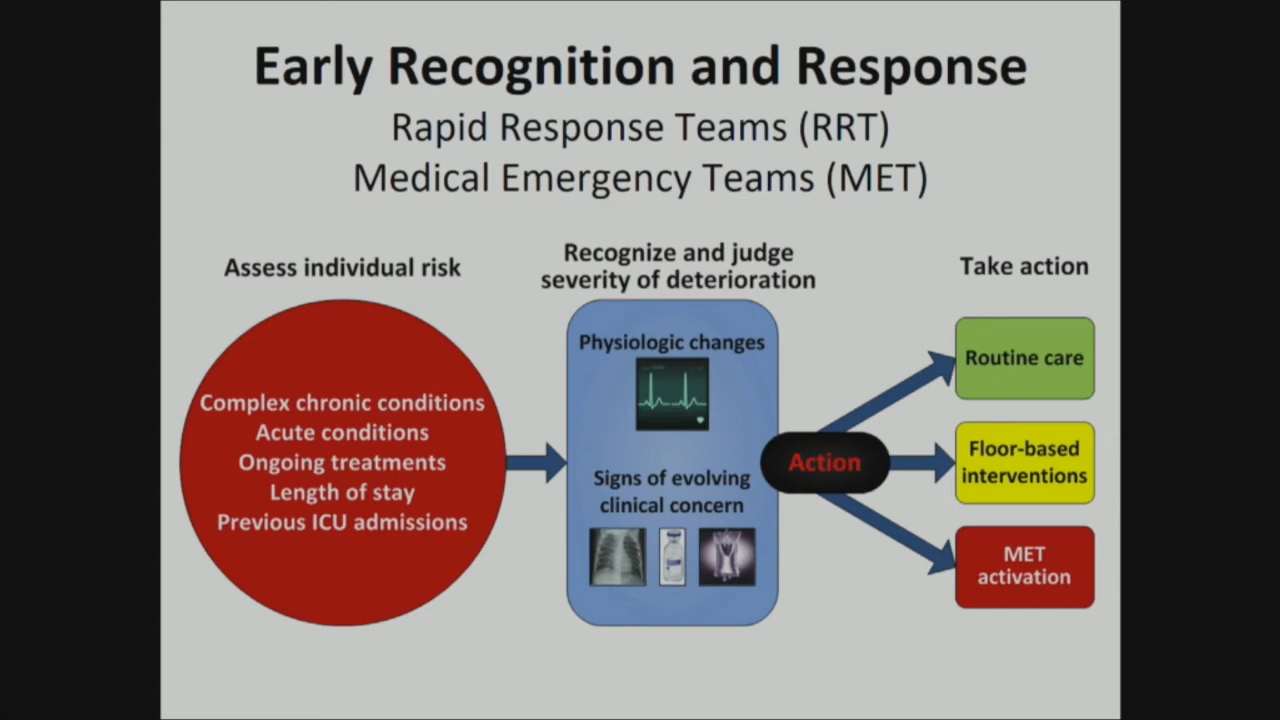 Early Recognition and Response
Rapid Response Teams (RRT)
Medical Emergency Teams (MET)
Assess individual risk
Complex chronic conditions
Acute conditions
Ongoing treatments
Length of stay
Previous ICU admissions
Recognize and judge
severity of deterioration
Physiologic changes
Signs of evolving
clinical concern
Action
Take action
Routine care
Floor-based
interventions
MET
activation